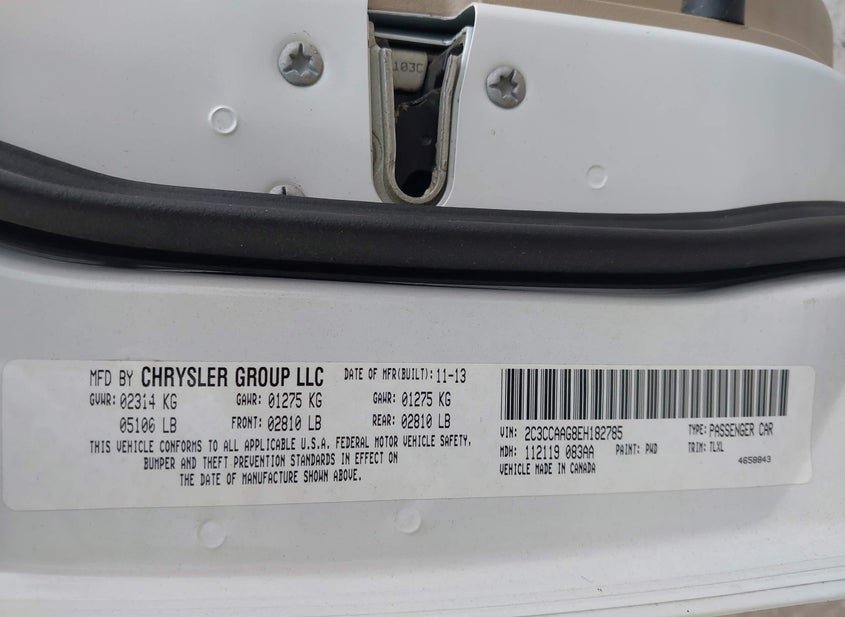 103C
MFD BY CHRYSLER GROUP LLC DATE OF MFR(BUILT): 11-13
GVWR: 02314 KG GAWR: 01275 KG GAWR: 01275 KG
05106 LB FRONT: 02810 LB REAR: 02810 LB
THIS VEHICLE CONFORMS TO ALL APPLICABLE U.S.A. FEDERAL MOTOR VEHICLE SAFETY,
BUMPER AND THEFT PREVENTION STANDARDS IN EFFECT ON
THE DATE OF MANUFACTURE SHOWN ABOVE.
VIN: 2C3CCAAG8EH182785 TYPE: PASSENGER CAR
MDH: 112119 083AA PAINT: PWD TRIM: TLXL
VEHICLE MADE IN CANADA 4658843